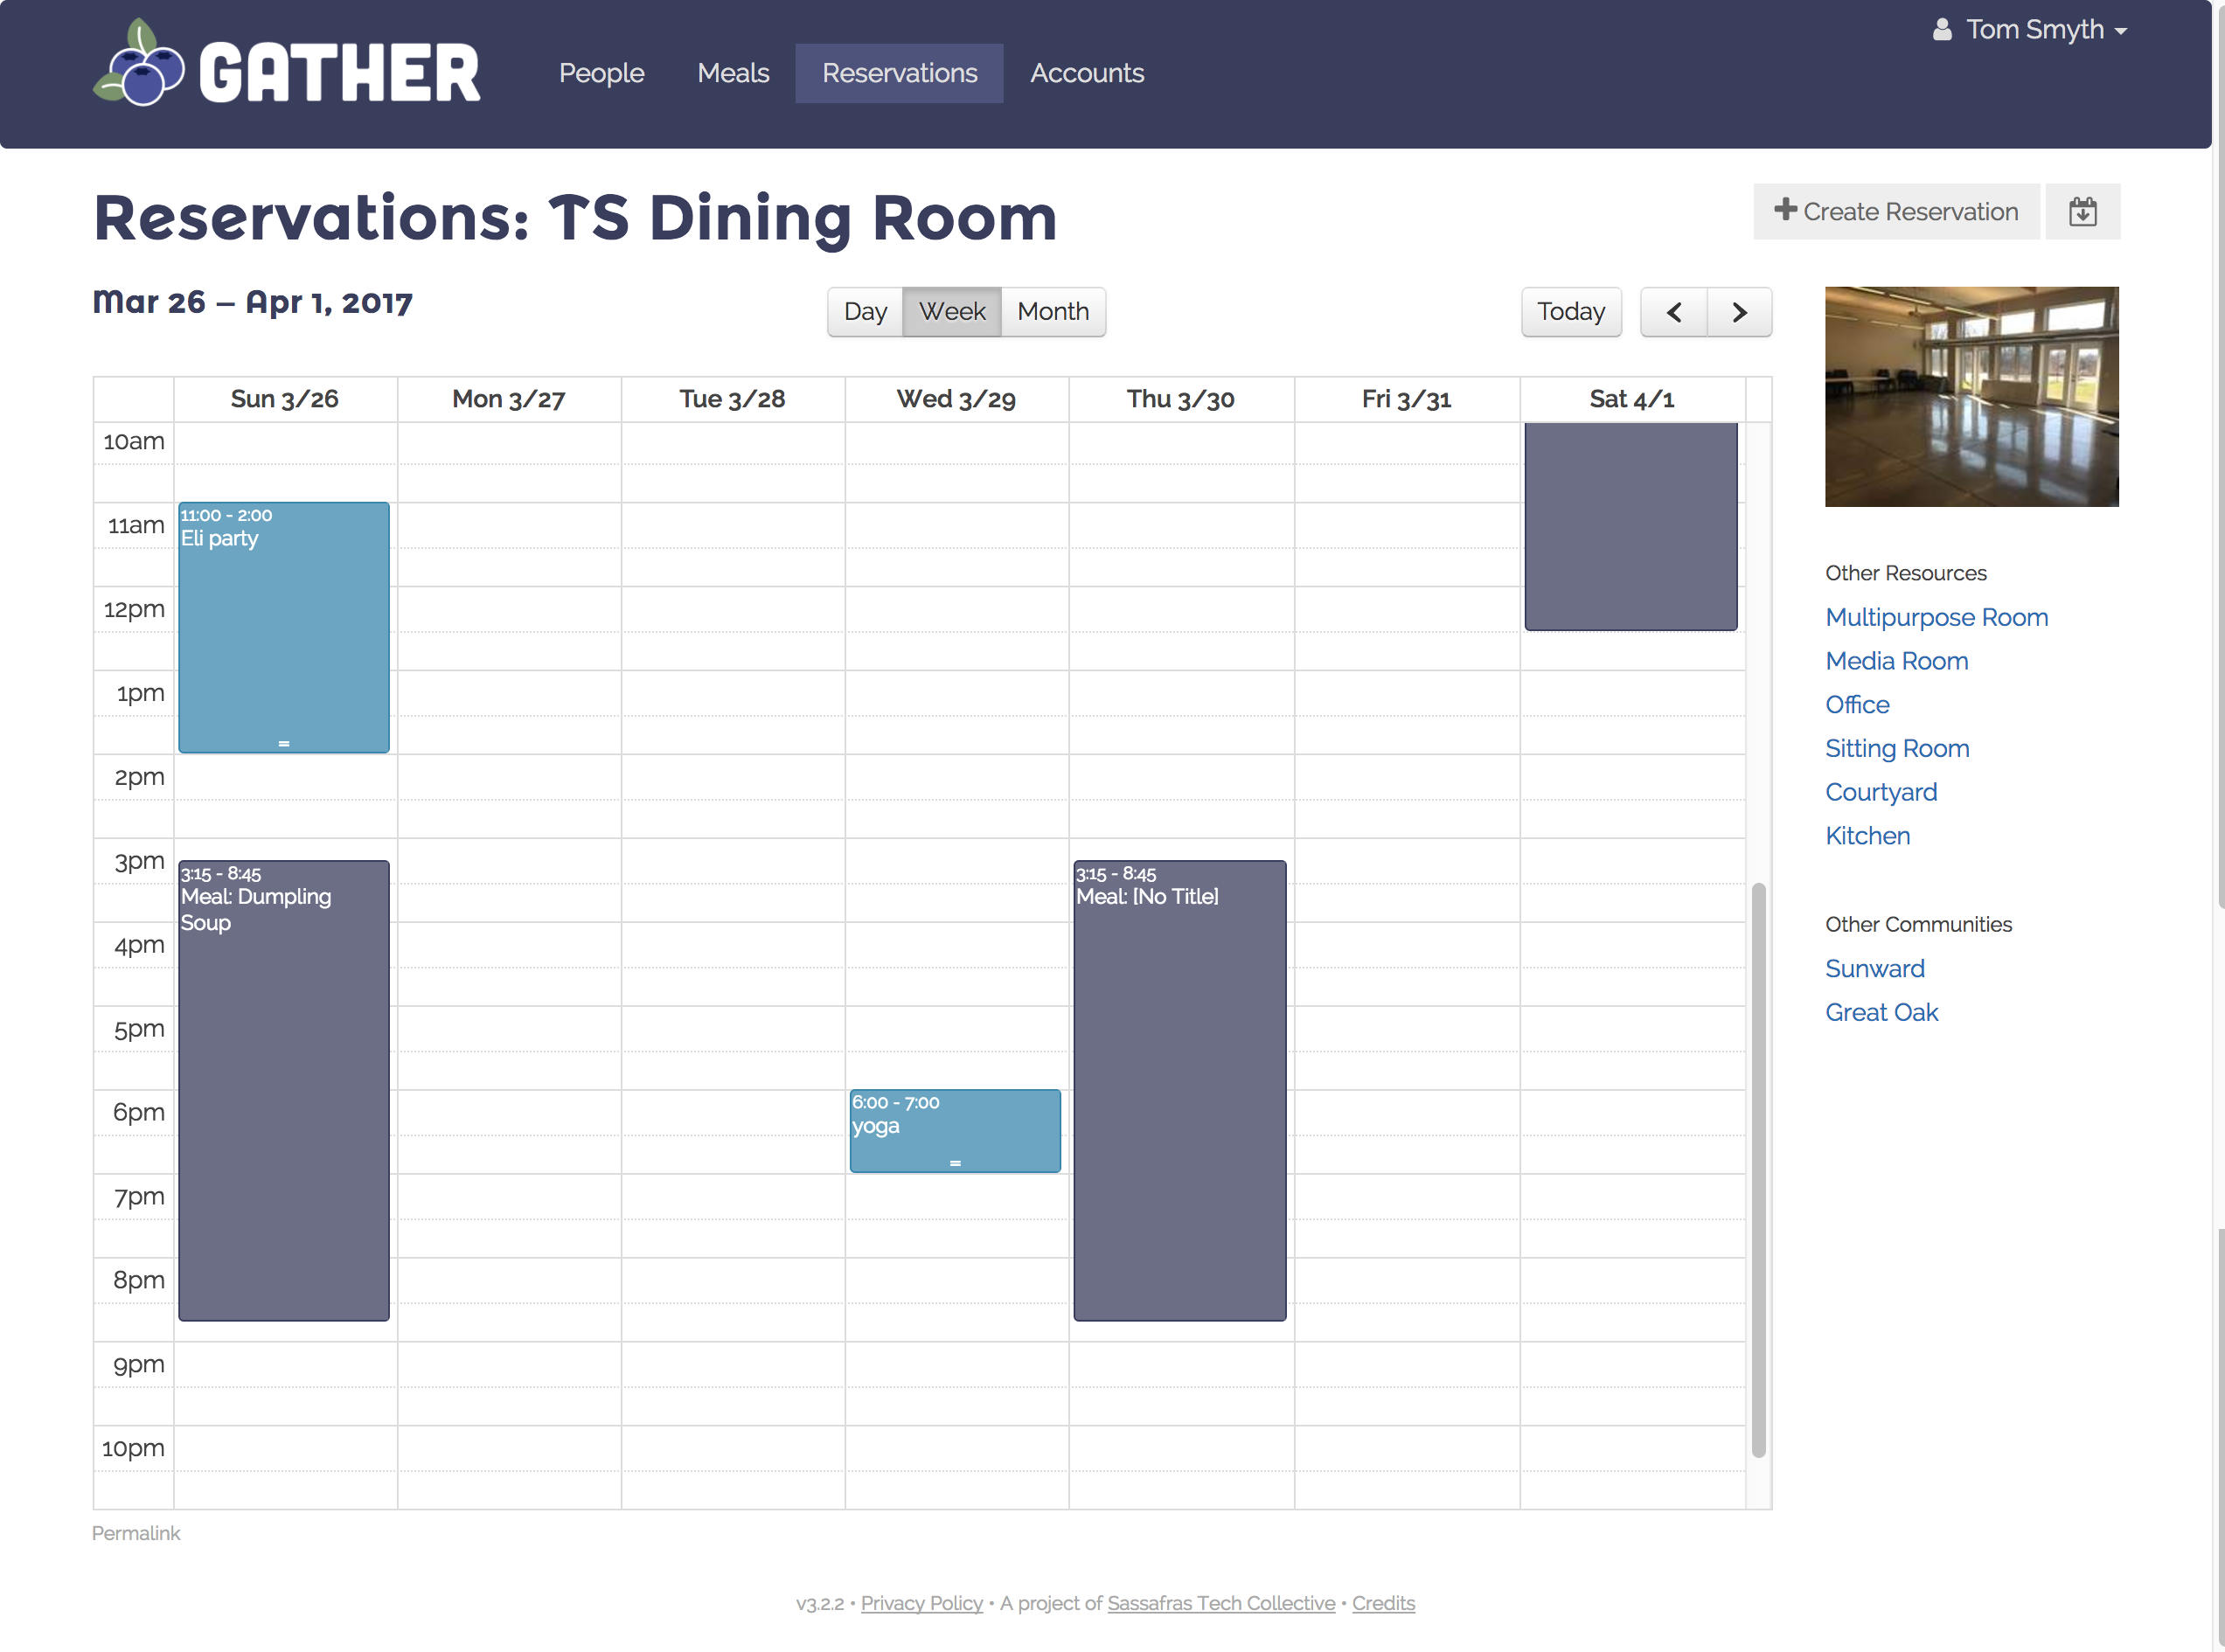 GATHER
People Meals Reservations Accounts
Tom Smyth
Reservations: TS Dining Room
Create Reservation
Mar 26 – Apr 1, 2017
Day Week Month
Today
Sun 3/26 Mon 3/27 Tue 3/28 Wed 3/29 Thu 3/30 Fri 3/31 Sat 4/1
10am
11am
11:00 - 2:00
Eli party
12pm
1pm
2pm
3pm
3:15 - 8:45
Meal: Dumpling
Soup
3:15 - 8:45
Meal: [No Title]
4pm
5pm
6pm
6:00 - 7:00
yoga
7pm
8pm
9pm
10pm
Other Resources
Multipurpose Room
Media Room
Office
Sitting Room
Courtyard
Kitchen
Other Communities
Sunward
Great Oak
Permalink
v3.2.2 • Privacy Policy • A project of Sassafras Tech Collective • Credits